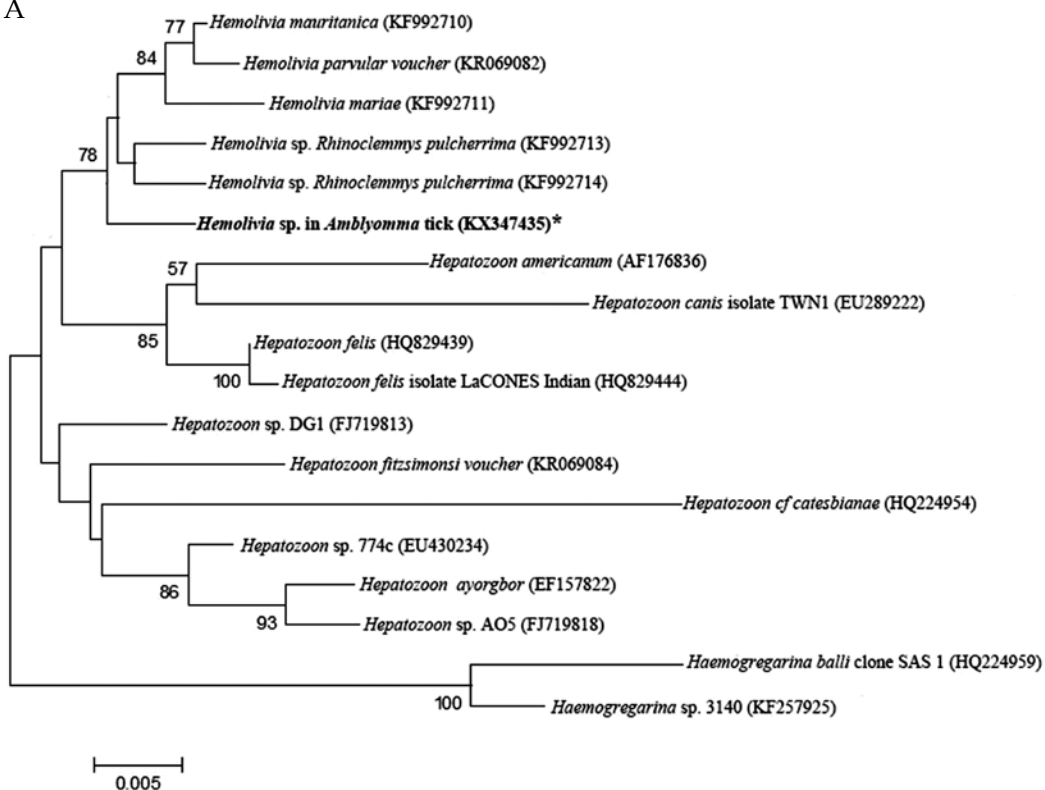 A
Hemolivia mauritanica (KF992710)
77
Hemolivia parvular voucher (KR069082)
84
Hemolivia mariae (KF992711)
Hemolivia sp. Rhinoclemmys pulcherrima (KF992713)
78
Hemolivia sp. Rhinoclemmys pulcherrima (KF992714)
Hemolivia sp. in Amblyomma tick (KX347435)*
Hepatozoon americanum (AF176836)
57
Hepatozoon canis isolate TWN1 (EU289222)
85
Hepatozoon felis (HQ829439)
100
Hepatozoon felis isolate LaCONES Indian (HQ829444)
Hepatozoon sp. DG1 (FJ719813)
Hepatozoon fitzsimonsi voucher (KR069084)
Hepatozoon cf catesbianae (HQ224954)
Hepatozoon sp. 774c (EU430234)
86
Hepatozoon ayorgbor (EF157822)
93
Hepatozoon sp. AO5 (FJ719818)
Haemogregarina balli clone SAS 1 (HQ224959)
100
Haemogregarina sp. 3140 (KF257925)
0.005